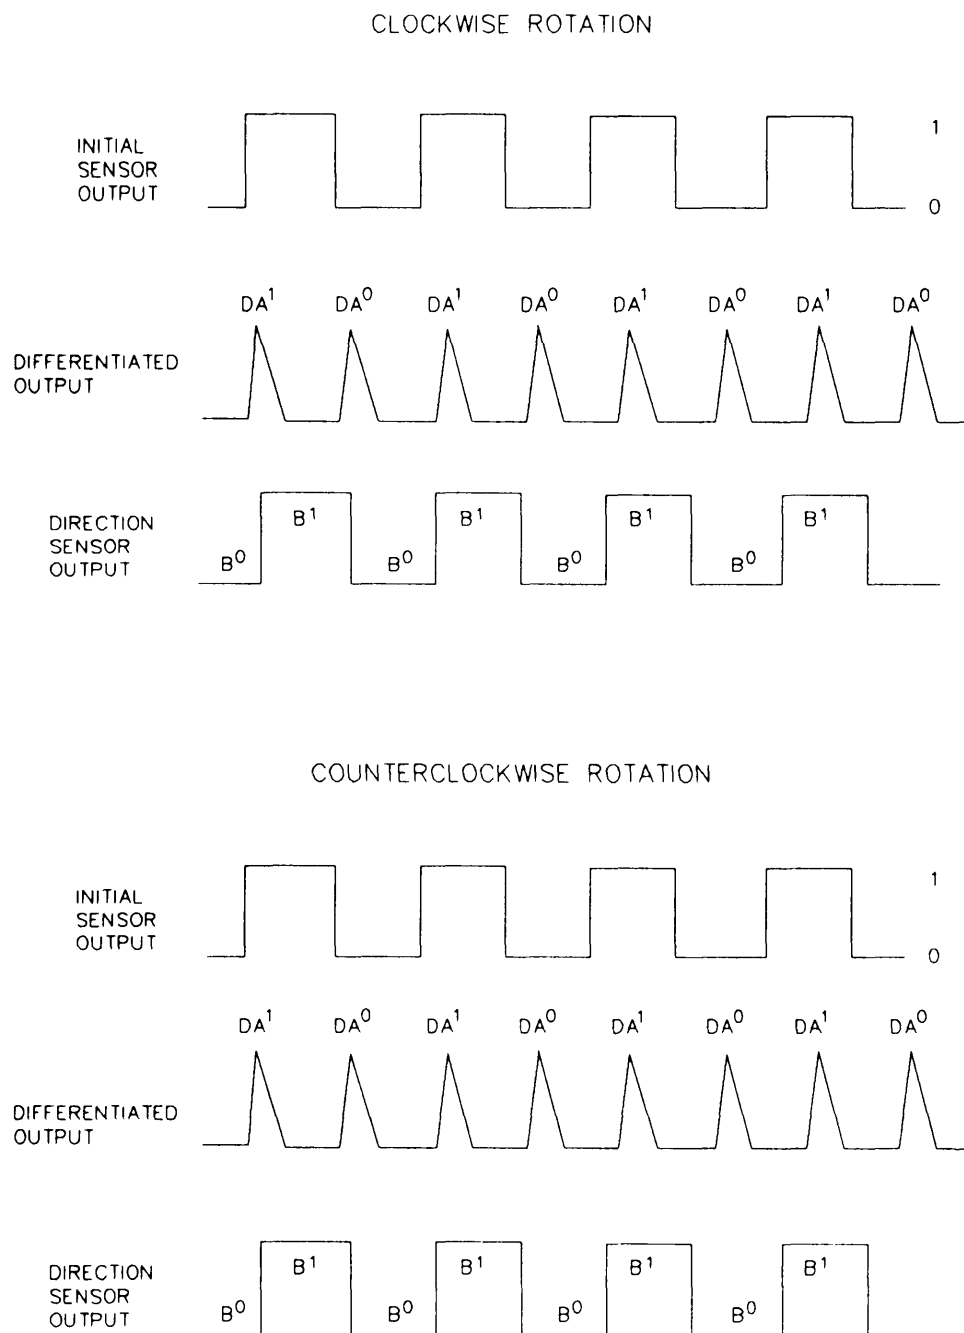 CLOCKWISE ROTATION
INITIAL
SENSOR
OUTPUT
1
0
DA¹ DA⁰ DA¹ DA⁰ DA¹ DA⁰ DA¹ DA⁰
DIFFERENTIATED
OUTPUT
DIRECTION
SENSOR
OUTPUT
B¹ B¹ B¹ B¹
B⁰ B⁰ B⁰ B⁰
COUNTERCLOCKWISE ROTATION
INITIAL
SENSOR
OUTPUT
1
0
DA¹ DA⁰ DA¹ DA⁰ DA¹ DA⁰ DA¹ DA⁰
DIFFERENTIATED
OUTPUT
DIRECTION
SENSOR
OUTPUT
B¹ B¹ B¹ B¹
B⁰ B⁰ B⁰ B⁰